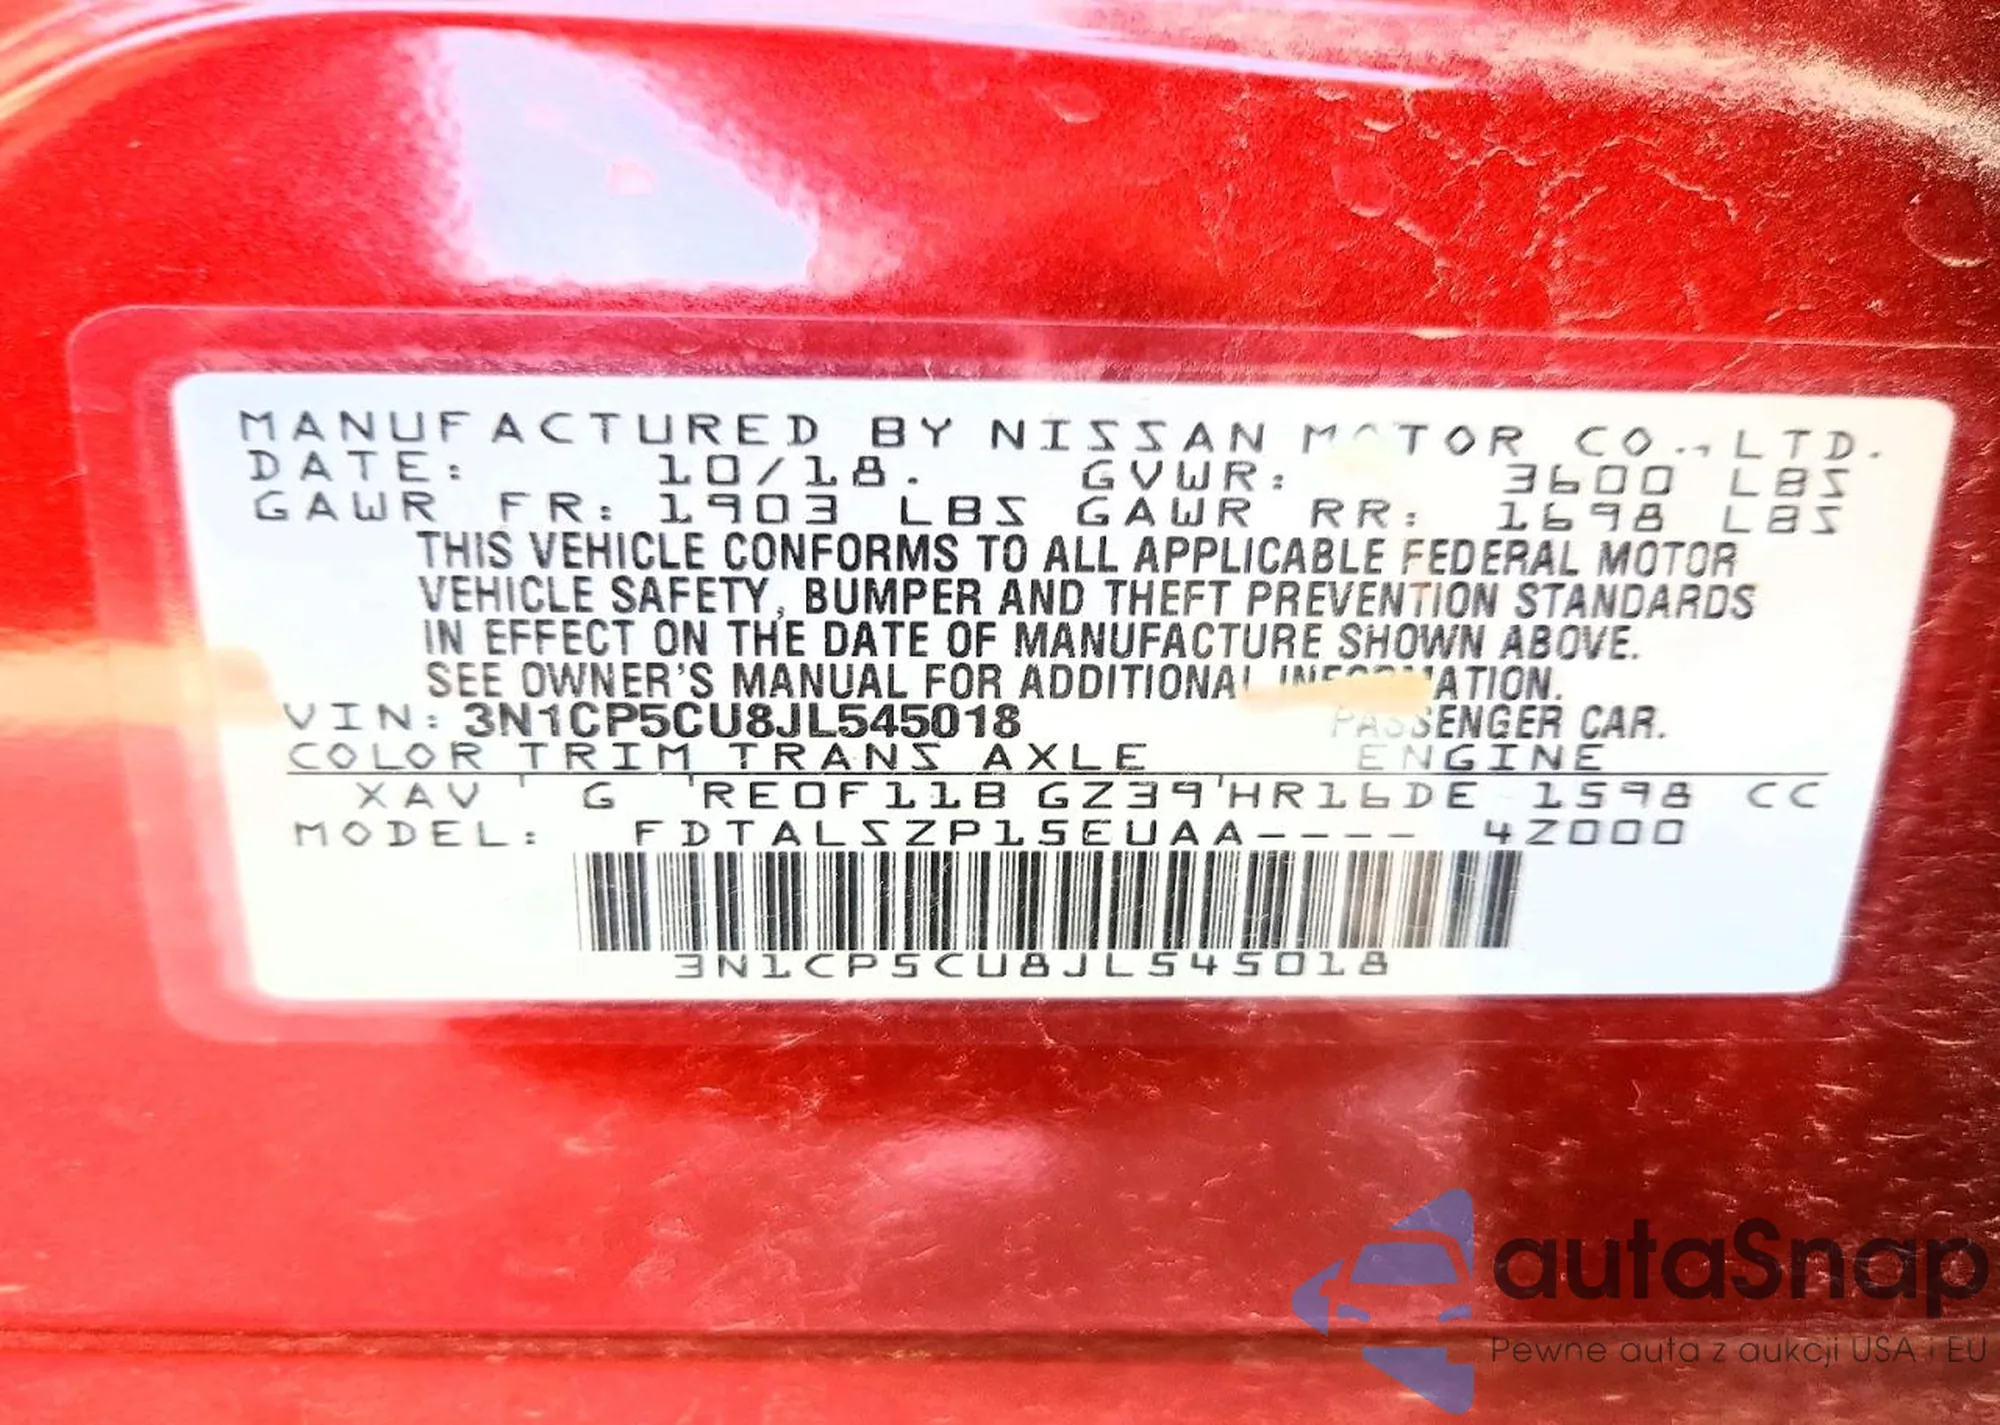 MANUFACTURED BY NISSAN MOTOR CO., LTD.
DATE: 10/18. GVWR: 3600 LBS
GAWR FR: 1903 LBS GAWR RR: 1698 LBS
THIS VEHICLE CONFORMS TO ALL APPLICABLE FEDERAL MOTOR
VEHICLE SAFETY, BUMPER AND THEFT PREVENTION STANDARDS
IN EFFECT ON THE DATE OF MANUFACTURE SHOWN ABOVE.
SEE OWNER'S MANUAL FOR ADDITIONAL INFORMATION.
VIN: 3N1CP5CU8JL545018 PASSENGER CAR.
COLOR TRIM TRANS AXLE ENGINE
XAV G RE0F11B GZ39 HR16DE 1598 CC
MODEL: FDTALSZP15EUAA---- 4Z000
3N1CP5CU8JL545018
autaSnap
Pewne auta z aukcji USA i EU